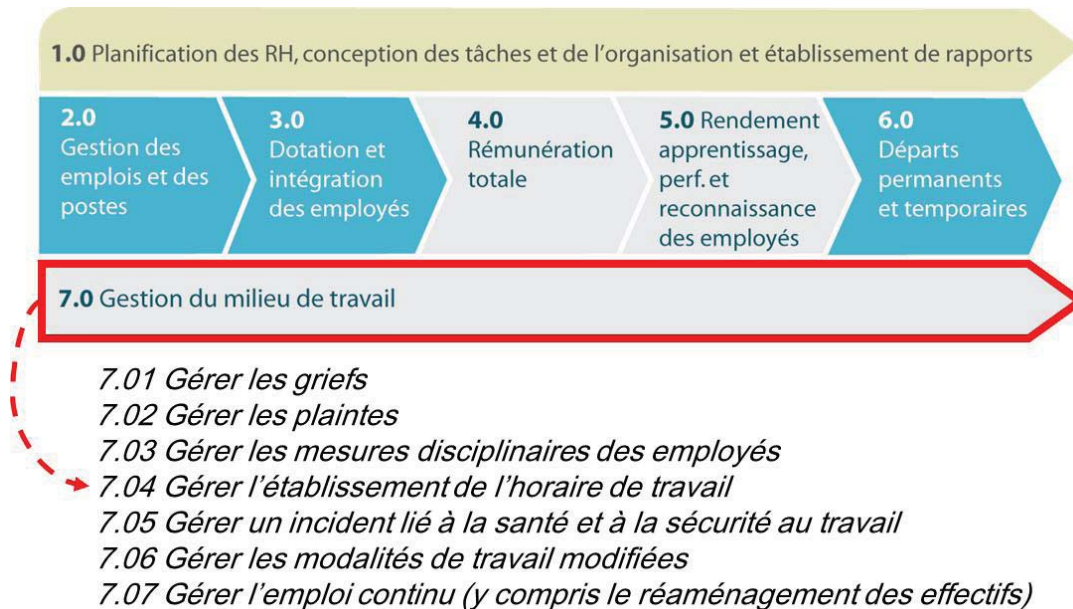 1.0 Planification des RH, conception des tâches et de l'organisation et établissement de rapports
2.0
Gestion des
emplois et des
postes
3.0
Dotation et
intégration
des employés
4.0
Rémunération
totale
5.0 Rendement
apprentissage,
perf. et
reconnaissance
des employés
6.0
Départs
permanents
et temporaires
7.0 Gestion du milieu de travail
7.01 Gérer les griefs
7.02 Gérer les plaintes
7.03 Gérer les mesures disciplinaires des employés
7.04 Gérer l'établissement de l'horaire de travail
7.05 Gérer un incident lié à la santé et à la sécurité au travail
7.06 Gérer les modalités de travail modifiées
7.07 Gérer l'emploi continu (y compris le réaménagement des effectifs)